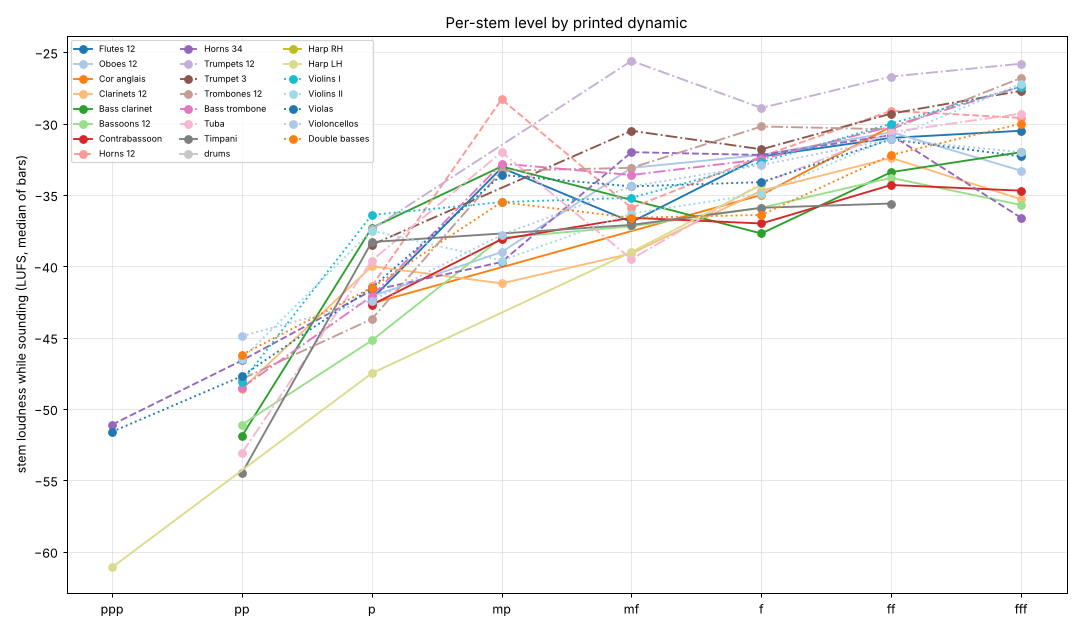 Per-stem level by printed dynamic
stem loudness while sounding (LUFS, median of bars)
−25
−30
−35
−40
−45
−50
−55
−60
Flutes 12
Oboes 12
Cor anglais
Clarinets 12
Bass clarinet
Bassoons 12
Contrabassoon
Horns 12
Horns 34
Trumpets 12
Trumpet 3
Trombones 12
Bass trombone
Tuba
Timpani
drums
Harp RH
Harp LH
Violins I
Violins II
Violas
Violoncellos
Double basses
ppp
pp
p
mp
mf
f
ff
fff